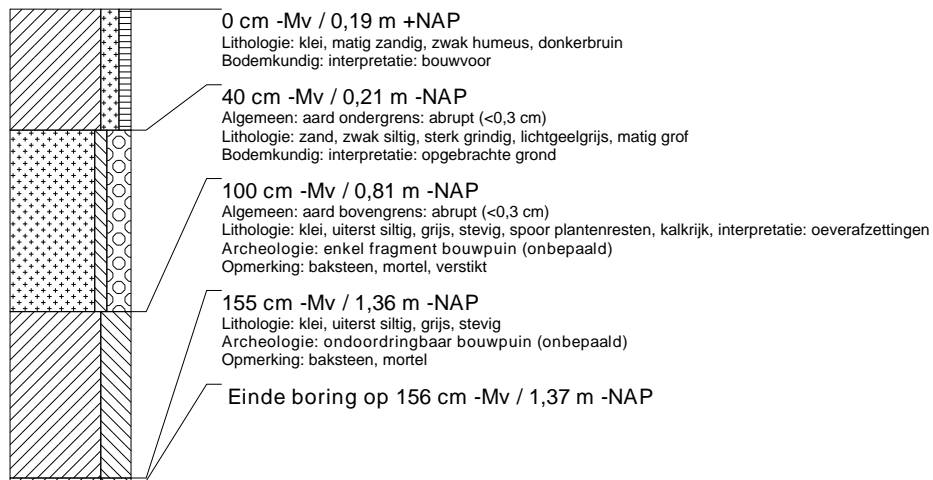 0 cm -Mv / 0,19 m +NAP
Lithologie: klei, matig zandig, zwak humeus, donkerbruin
Bodemkundig: interpretatie: bouwvoor
40 cm -Mv / 0,21 m -NAP
Algemeen: aard ondergrens: abrupt (<0,3 cm)
Lithologie: zand, zwak siltig, sterk grindig, lichtgeelgrijs, matig grof
Bodemkundig: interpretatie: opgebrachte grond
100 cm -Mv / 0,81 m -NAP
Algemeen: aard bovengrens: abrupt (<0,3 cm)
Lithologie: klei, uiterst siltig, grijs, stevig, spoor plantenresten, kalkrijk, interpretatie: oeverafzettingen
Archeologie: enkel fragment bouwpuin (onbepaald)
Opmerking: baksteen, mortel, verstikt
155 cm -Mv / 1,36 m -NAP
Lithologie: klei, uiterst siltig, grijs, stevig
Archeologie: ondoordringbaar bouwpuin (onbepaald)
Opmerking: baksteen, mortel
Einde boring op 156 cm -Mv / 1,37 m -NAP